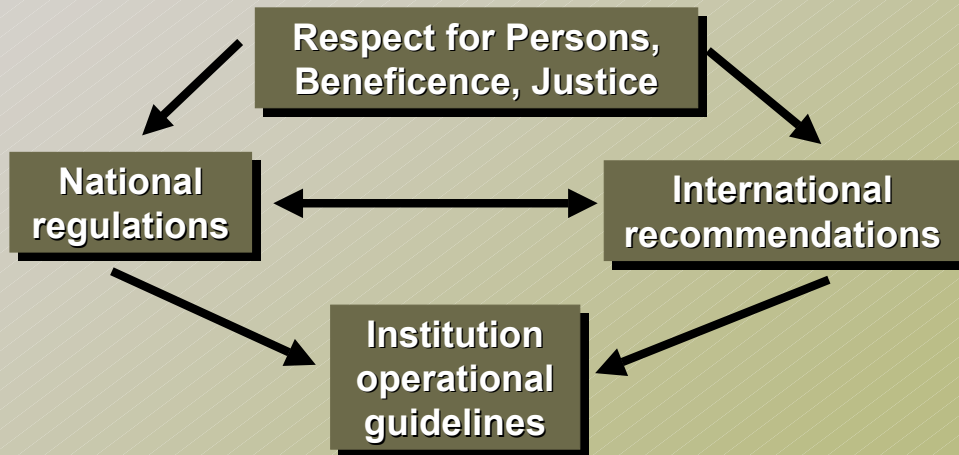 Respect for Persons,
Beneficence, Justice
National
regulations
International
recommendations
Institution
operational
guidelines